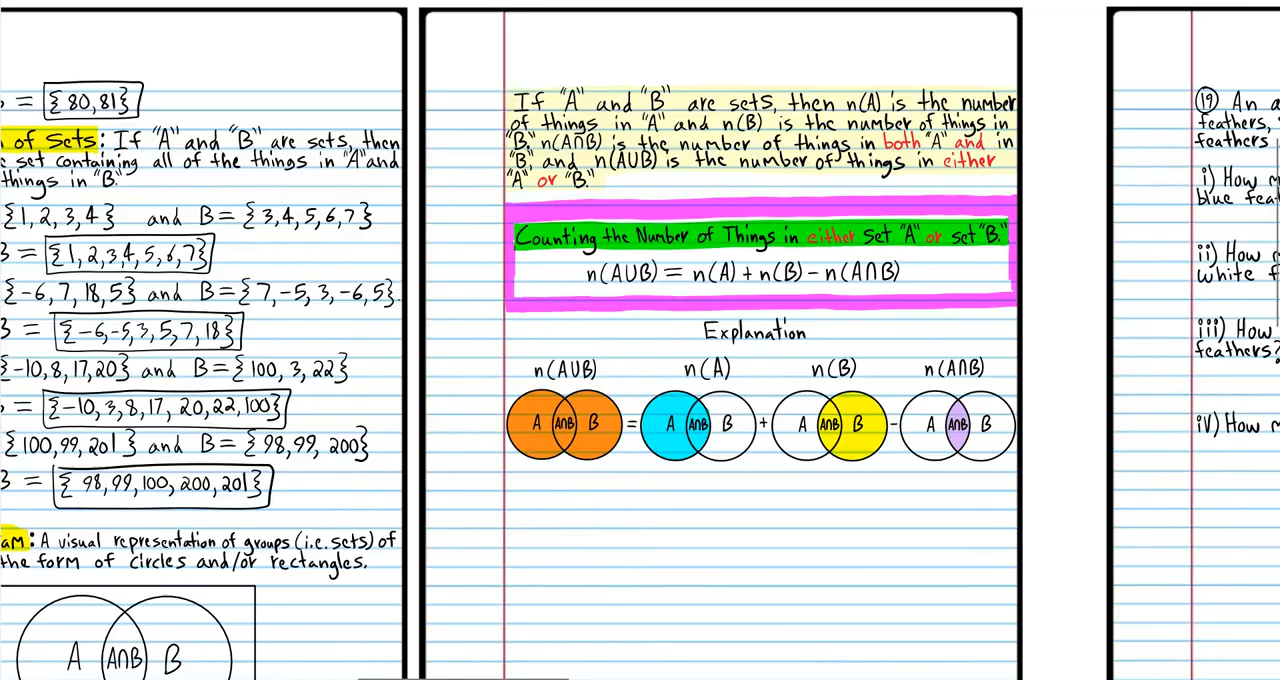 = {80,81}
of Sets: If "A" and "B" are sets, then
set containing all of the things in "A" and
things in "B."
{1, 2, 3, 4} and B = {3,4,5,6,7}
= {1,2,3,4,5,6,7}
{-6,7,18,5} and B = {7,-5,3,-6,5}.
= {-6,-5,3,5,7,18}
{-10,8,17,20} and B = {100, 3, 22}
= {-10,3,8,17, 20,22,100}
{100,99,201} and B = {98,99,200}
= {98,99,100,200,201}
am: A visual representation of groups (i.e. sets) of
the form of circles and/or rectangles.
A A∩B B
If "A" and "B" are sets, then n(A) is the number
of things in "A" and n(B) is the number of things in
"B." n(A∩B) is the number of things in both "A" and in
"B" and n(A∪B) is the number of things in either
"A" or "B."
Counting the Number of Things in either Set "A" or set "B."
n(A∪B) = n(A) + n(B) - n(A∩B)
Explanation
n(A∪B) n(A) n(B) n(A∩B)
A A∩B B = A A∩B B + A A∩B B - A A∩B B
19 An
feathers,
feathers
i) How
blue
ii) How
white
iii) How
feathers?
iv) How